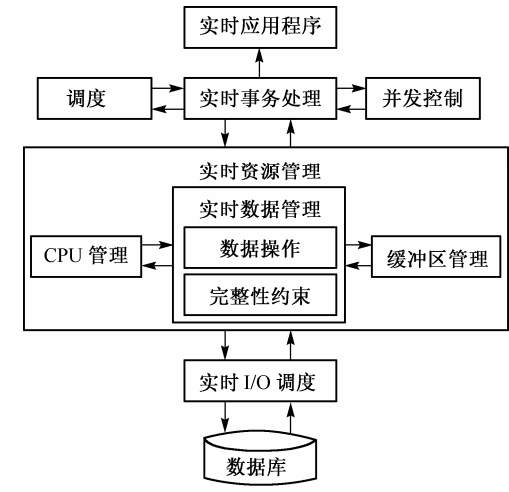 实时应用程序
调度
实时事务处理
并发控制
实时资源管理
实时数据管理
CPU 管理
数据操作
缓冲区管理
完整性约束
实时 I/O 调度
数据库